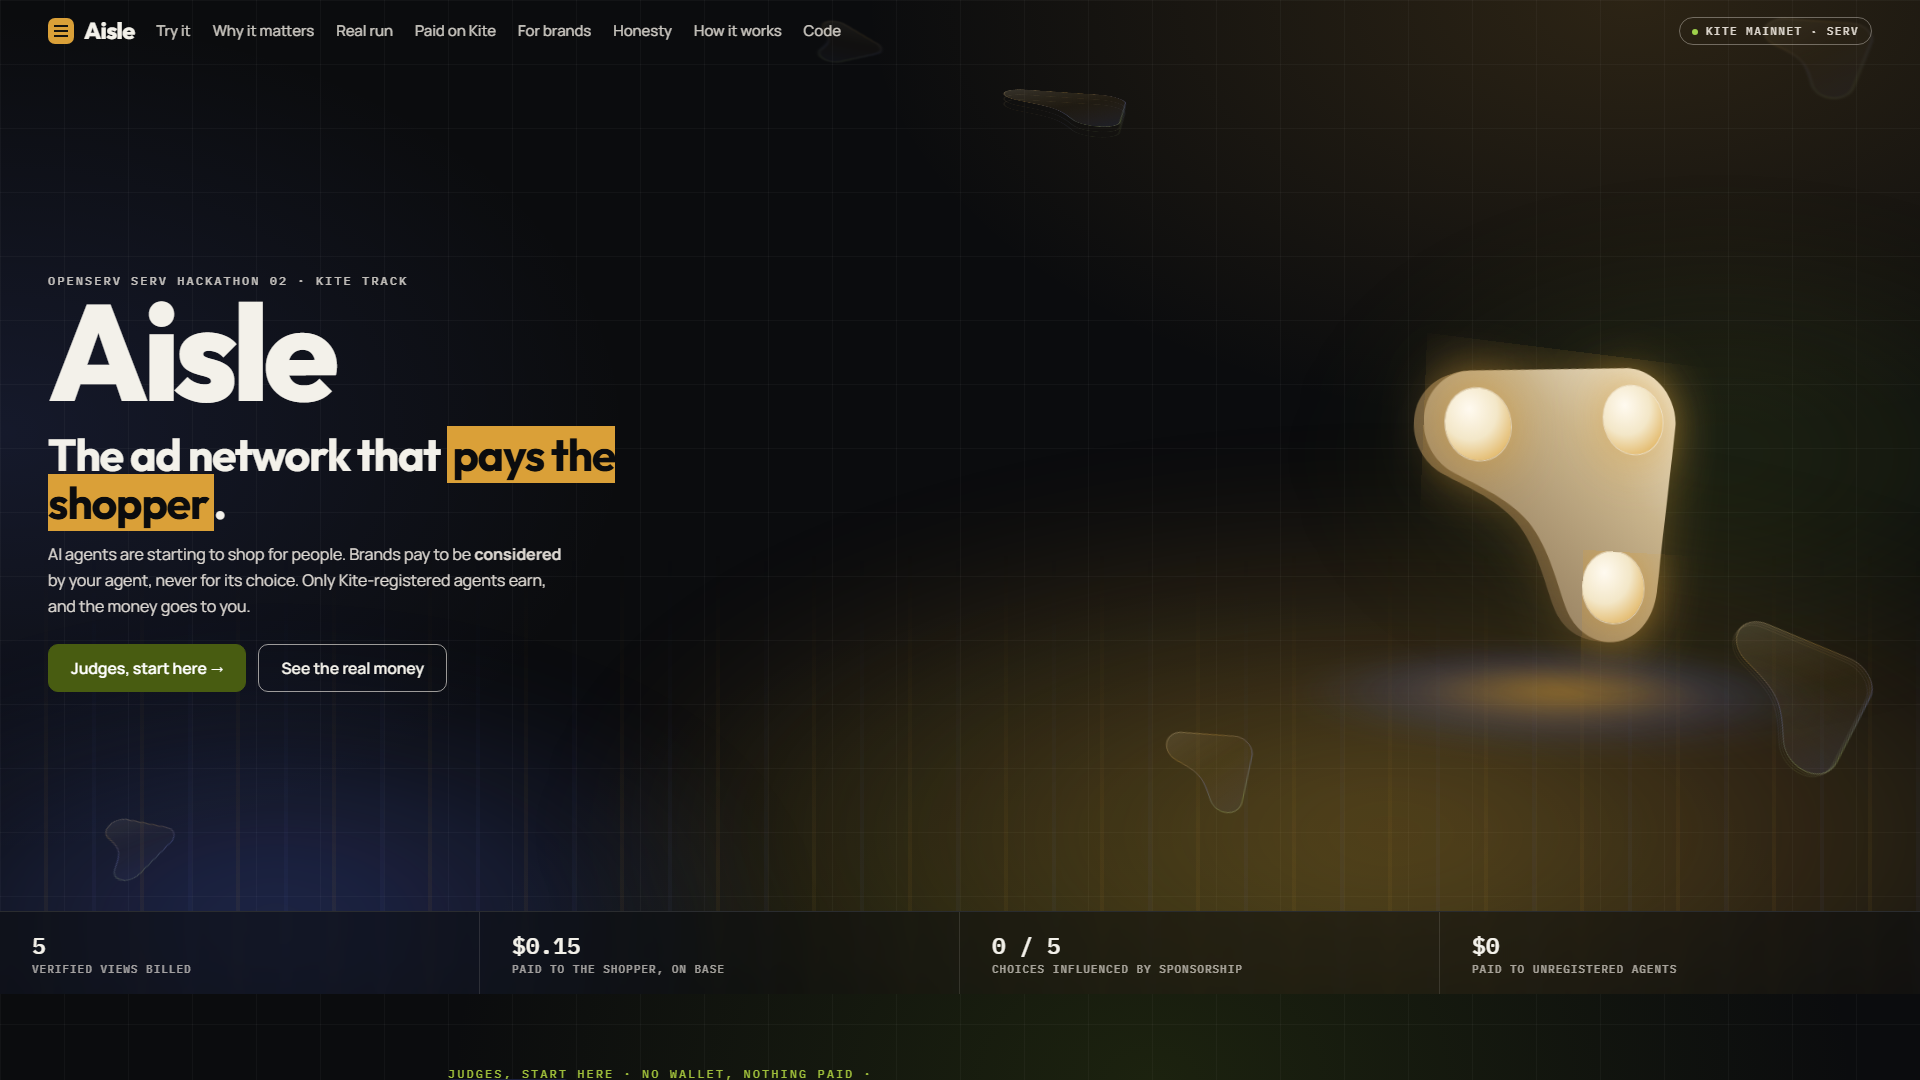 Aisle Try it Why it matters Real run Paid on Kite For brands Honesty How it works Code KITE MAINNET · SERV
OPENSERV SERV HACKATHON 02 · KITE TRACK
Aisle
The ad network that pays the
shopper.
AI agents are starting to shop for people. Brands pay to be considered
by your agent, never for its choice. Only Kite-registered agents earn,
and the money goes to you.
Judges, start here → See the real money
5 $0.15 0 / 5 $0
VERIFIED VIEWS BILLED PAID TO THE SHOPPER, ON BASE CHOICES INFLUENCED BY SPONSORSHIP PAID TO UNREGISTERED AGENTS
JUDGES, START HERE · NO WALLET, NOTHING PAID ·